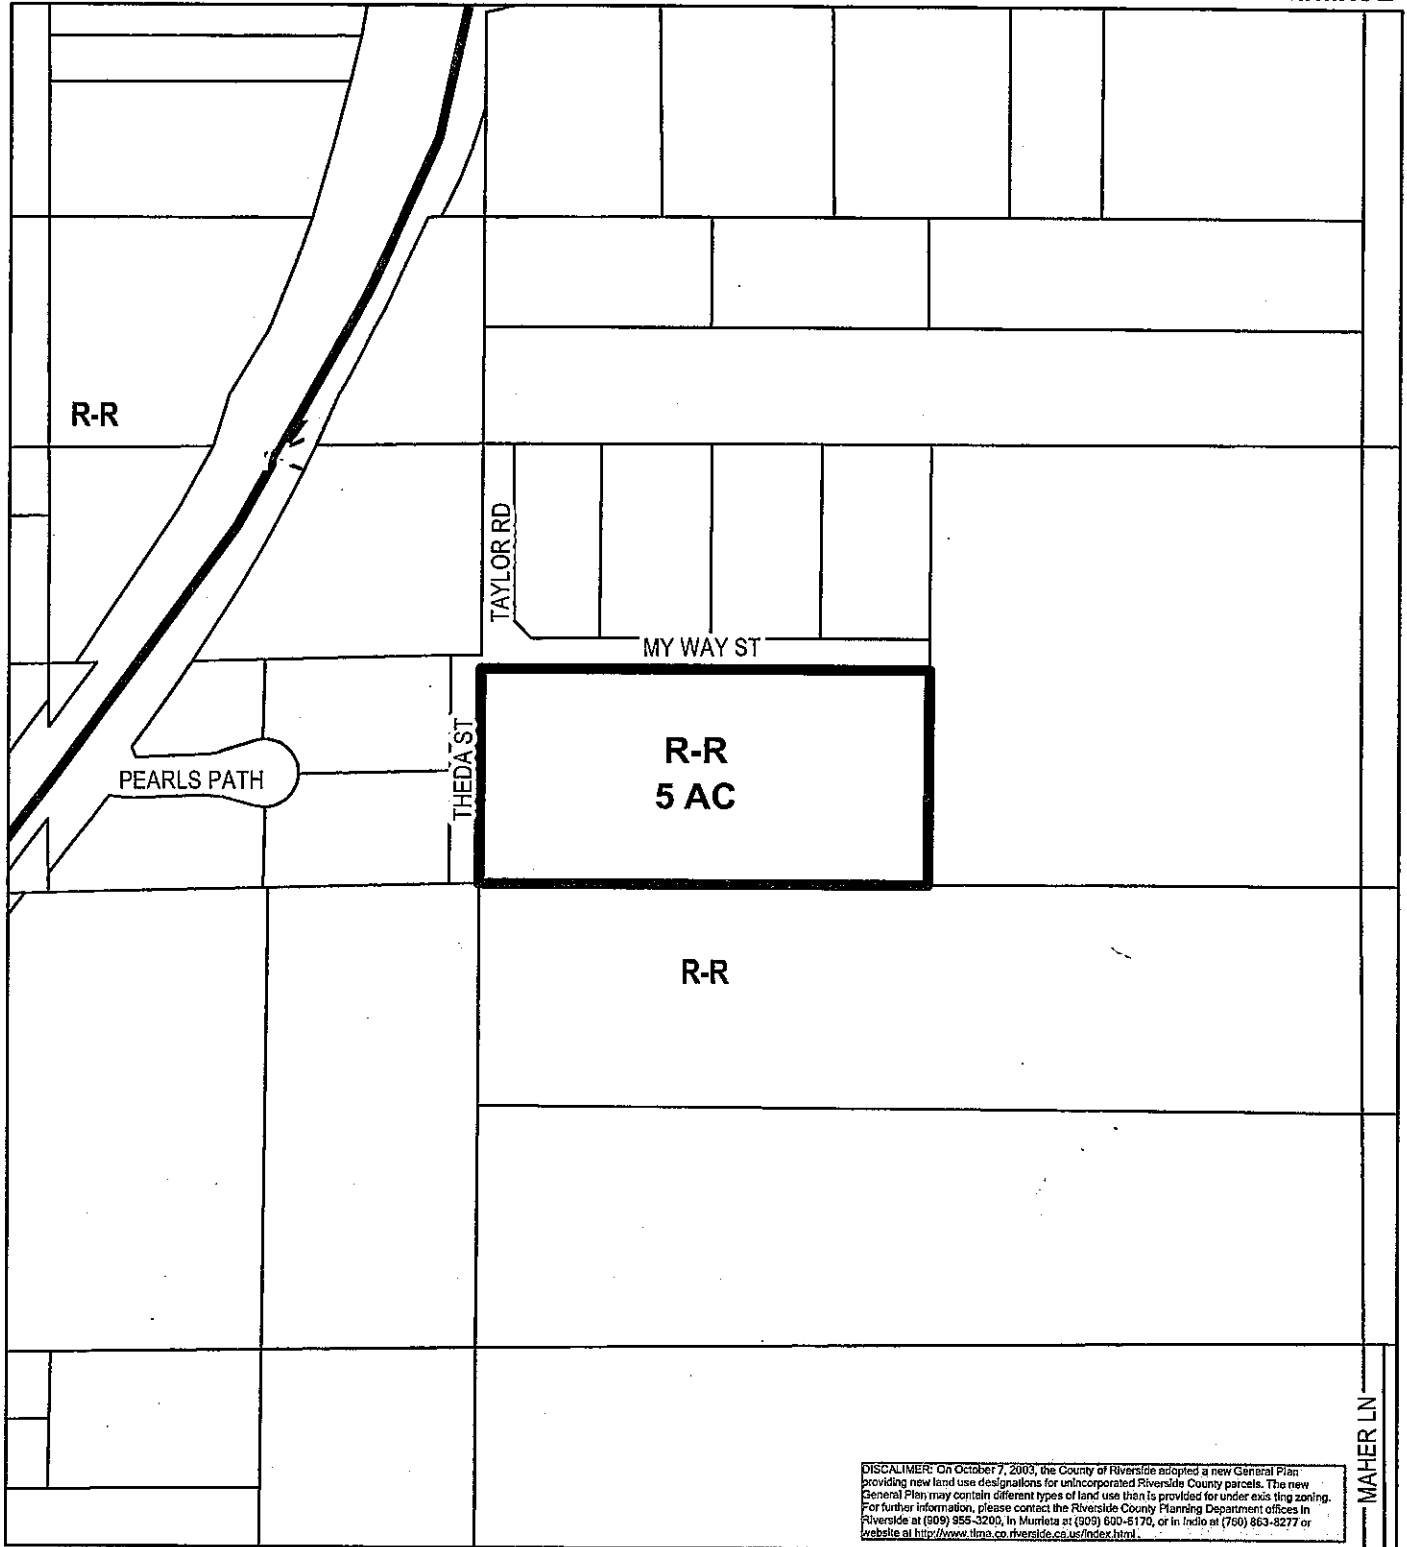 R-R
TAYLOR RD
MY WAY ST
THEDA ST
PEARLS PATH
R-R
5 AC
R-R
MAHER LN
DISCALIMER: On October 7, 2003, the County of Riverside adopted a new General Plan
providing new land use designations for unincorporated Riverside County parcels. The new
General Plan may contain different types of land use than is provided for under exis ting zoning.
For further information, please contact the Riverside County Planning Department offices in
Riverside at (909) 955-3200, in Murrieta at (909) 600-6170, or in Indio at (760) 863-8277 or
website at http://www.tlma.co.riverside.ca.us/index.html.